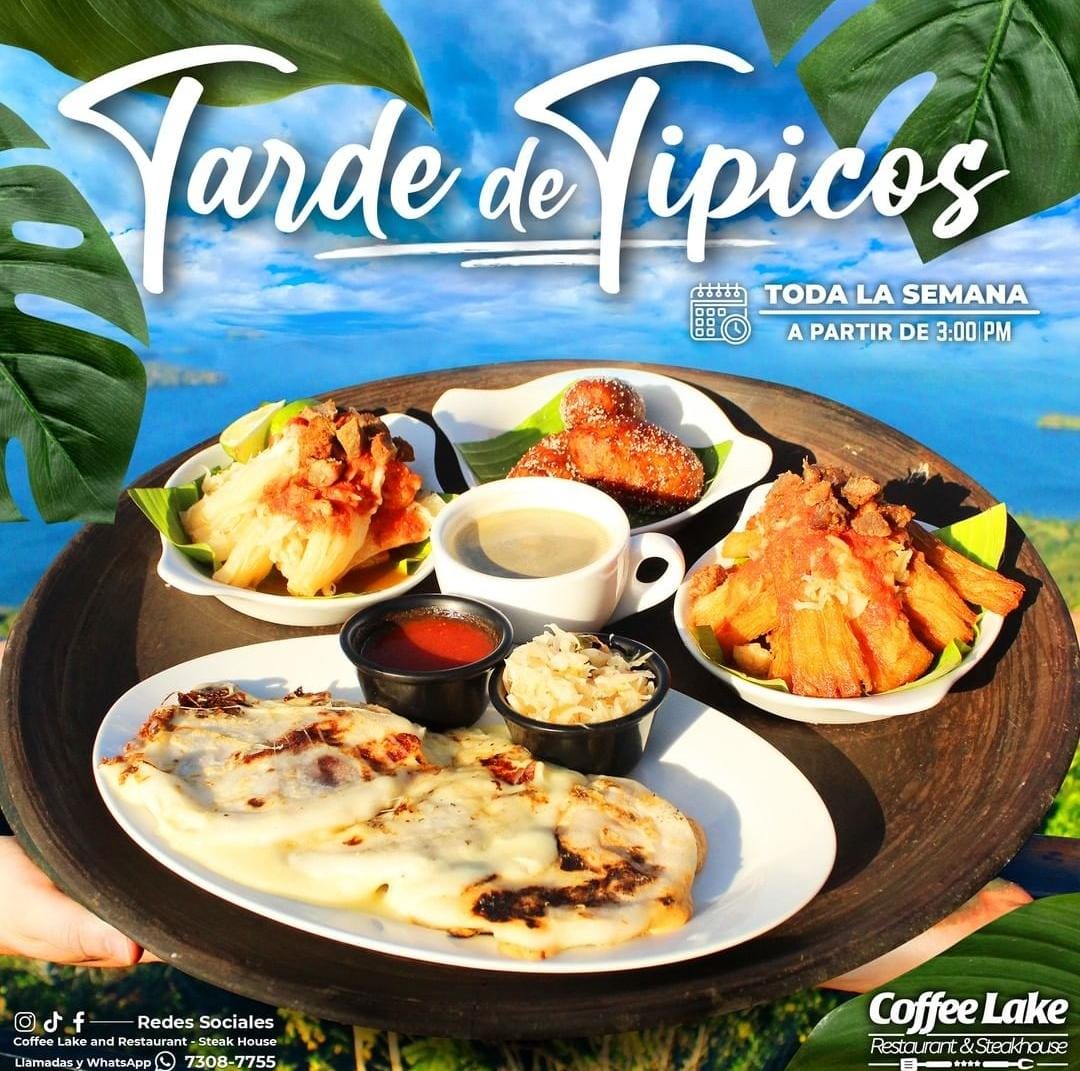 Tarde de Tipicos
TODA LA SEMANA
A PARTIR DE 3:00 PM
Redes Sociales
Coffee Lake and Restaurant - Steak House
Llamadas y WhatsApp 7308-7755
Coffee Lake
Restaurant & Steakhouse